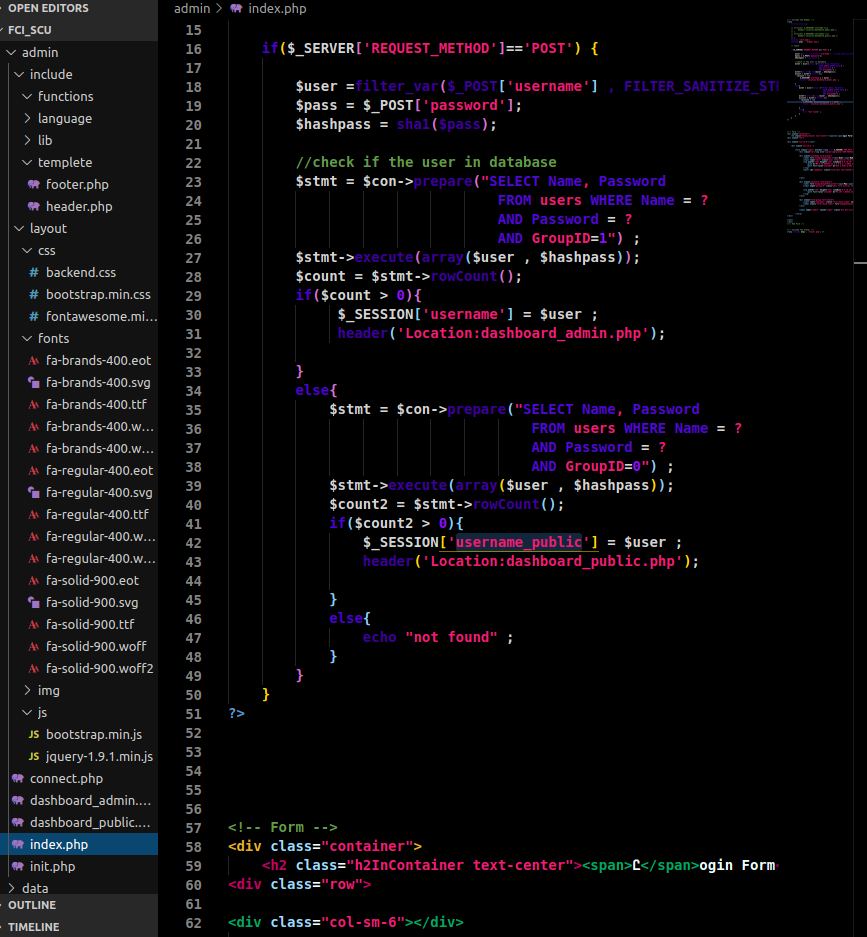 OPEN EDITORS
FCI_SCU
admin
include
functions
language
lib
templete
footer.php
header.php
layout
css
backend.css
bootstrap.min.css
fontawesome.mi...
fonts
fa-brands-400.eot
fa-brands-400.svg
fa-brands-400.ttf
fa-brands-400.w...
fa-brands-400.w...
fa-regular-400.eot
fa-regular-400.svg
fa-regular-400.ttf
fa-regular-400.w...
fa-regular-400.w...
fa-solid-900.eot
fa-solid-900.svg
fa-solid-900.ttf
fa-solid-900.woff
fa-solid-900.woff2
img
js
JS bootstrap.min.js
JS jquery-1.9.1.min.js
connect.php
dashboard_admin....
dashboard_public....
index.php
init.php
data
OUTLINE
TIMELINE
admin > index.php
15
16 if($_SERVER['REQUEST_METHOD']=='POST') {
17
18 $user =filter_var($_POST['username'] , FILTER_SANITIZE_STR
19 $pass = $_POST['password'];
20 $hashpass = sha1($pass);
21
22 //check if the user in database
23 $stmt = $con->prepare("SELECT Name, Password
24 FROM users WHERE Name = ?
25 AND Password = ?
26 AND GroupID=1") ;
27 $stmt->execute(array($user , $hashpass));
28 $count = $stmt->rowCount();
29 if($count > 0){
30 $_SESSION['username'] = $user ;
31 header('Location:dashboard_admin.php');
32
33 }
34 else{
35 $stmt = $con->prepare("SELECT Name, Password
36 FROM users WHERE Name = ?
37 AND Password = ?
38 AND GroupID=0") ;
39 $stmt->execute(array($user , $hashpass));
40 $count2 = $stmt->rowCount();
41 if($count2 > 0){
42 $_SESSION['username_public'] = $user ;
43 header('Location:dashboard_public.php');
44
45 }
46 else{
47 echo "not found" ;
48 }
49 }
50 }
51 ?>
52
53
54
55
56
57 <!-- Form -->
58 <div class="container">
59 <h2 class="h2InContainer text-center"><span>Ł</span>ogin Form
60 <div class="row">
61
62 <div class="col-sm-6"></div>